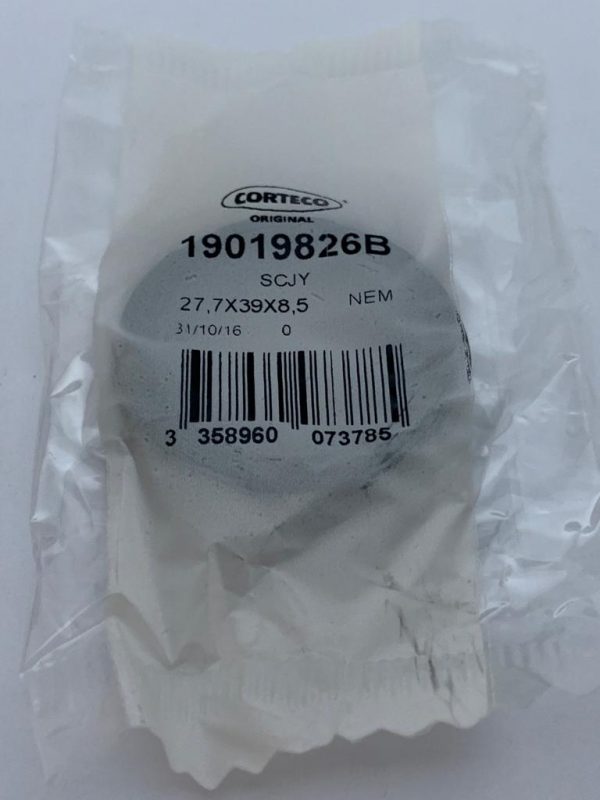 CORTECO
ORIGINAL
19019826B
SCJY
27,7X39X8,5 NEM
31/10/16 0
3 358960 073785